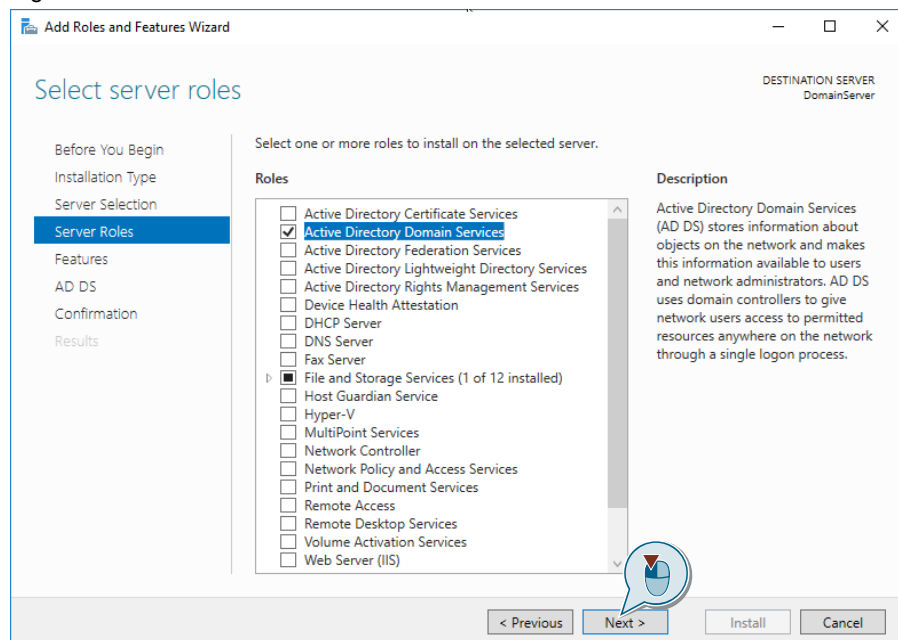 Add Roles and Features Wizard
Select server roles
DESTINATION SERVER
DomainServer
Before You Begin
Installation Type
Server Selection
Server Roles
Features
AD DS
Confirmation
Results
Select one or more roles to install on the selected server.
Roles
Active Directory Certificate Services
Active Directory Domain Services
Active Directory Federation Services
Active Directory Lightweight Directory Services
Active Directory Rights Management Services
Device Health Attestation
DHCP Server
DNS Server
Fax Server
File and Storage Services (1 of 12 installed)
Host Guardian Service
Hyper-V
MultiPoint Services
Network Controller
Network Policy and Access Services
Print and Document Services
Remote Access
Remote Desktop Services
Volume Activation Services
Web Server (IIS)
Description
Active Directory Domain Services
(AD DS) stores information about
objects on the network and makes
this information available to users
and network administrators. AD DS
uses domain controllers to give
network users access to permitted
resources anywhere on the network
through a single logon process.
< Previous
Next >
Install
Cancel